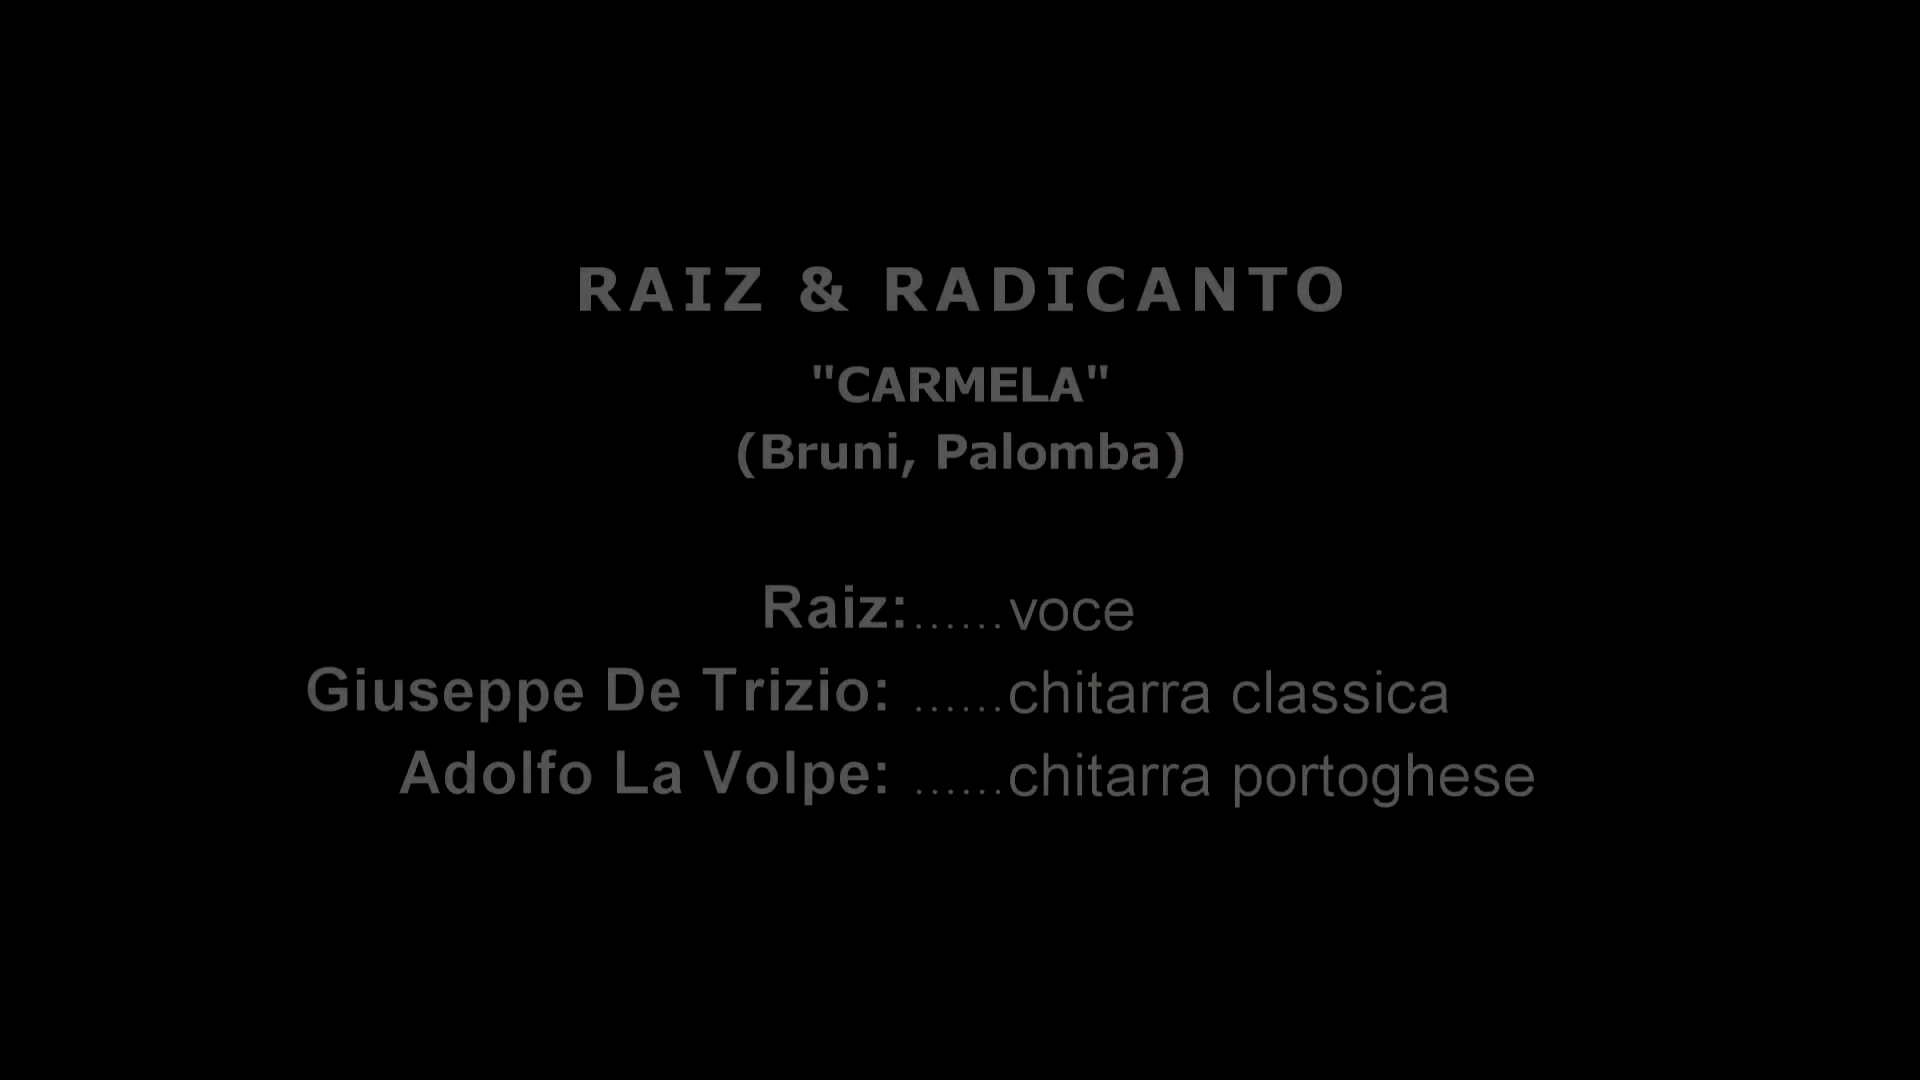 RAIZ & RADICANTO
"CARMELA"
(Bruni, Palomba)
Raiz:......voce
Giuseppe De Trizio: ......chitarra classica
Adolfo La Volpe: ......chitarra portoghese